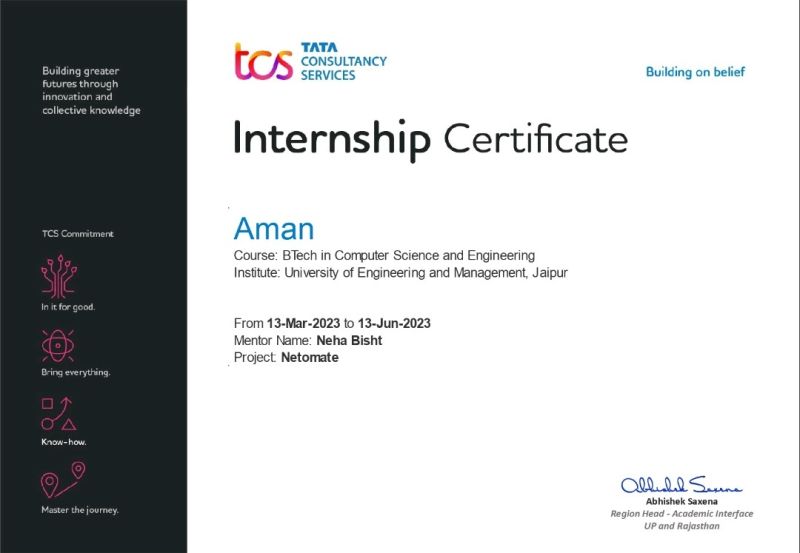 Building greater
futures through
innovation and
collective knowledge
tcs TATA
CONSULTANCY
SERVICES
Building on belief
Internship Certificate
Aman
Course: BTech in Computer Science and Engineering
Institute: University of Engineering and Management, Jaipur
From 13-Mar-2023 to 13-Jun-2023
Mentor Name: Neha Bisht
Project: Netomate
TCS Commitment
In it for good.
Bring everything.
Know-how.
Master the journey.
Abhishek Saxena
Abhishek Saxena
Region Head - Academic Interface
UP and Rajasthan